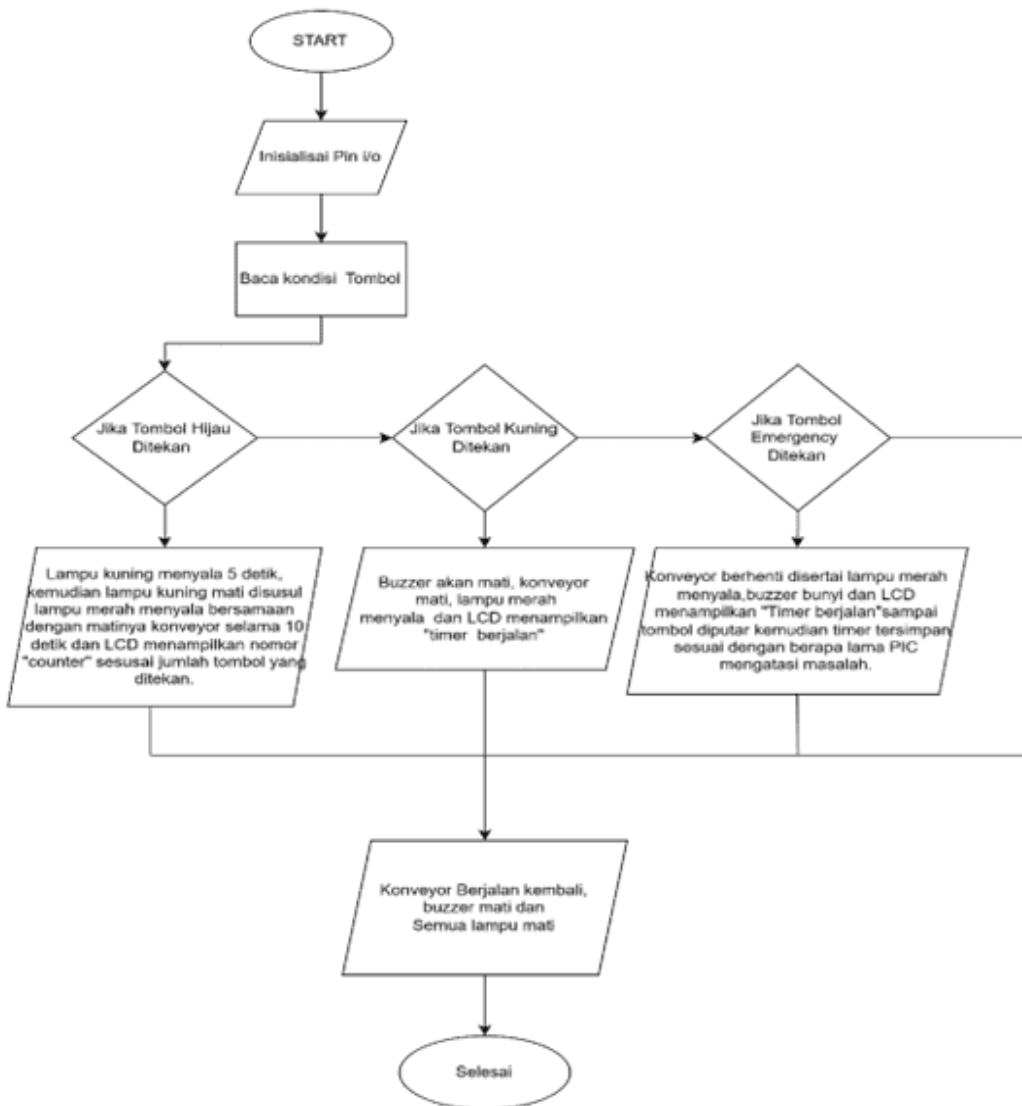 START
Inisialisai Pin i/o
Baca kondisi Tombol
Jika Tombol Hijau
Ditekan
Jika Tombol Kuning
Ditekan
Jika Tombol
Emergency
Ditekan
Lampu kuning menyala 5 detik,
kemudian lampu kuning mati disusul
lampu merah menyala bersamaan
dengan matinya konveyor selama 10
detik dan LCD menampilkan nomor
"counter" sesusai jumlah tombol yang
ditekan.
Buzzer akan mati, konveyor
mati, lampu merah
menyala dan LCD menampilkan
"timer berjalan"
Konveyor berhenti disertai lampu merah
menyala,buzzer bunyi dan LCD
menampilkan "Timer berjalan"sampai
tombol diputar kemudian timer tersimpan
sesuai dengan berapa lama PIC
mengatasi masalah.
Konveyor Berjalan kembali,
buzzer mati dan
Semua lampu mati
Selesai